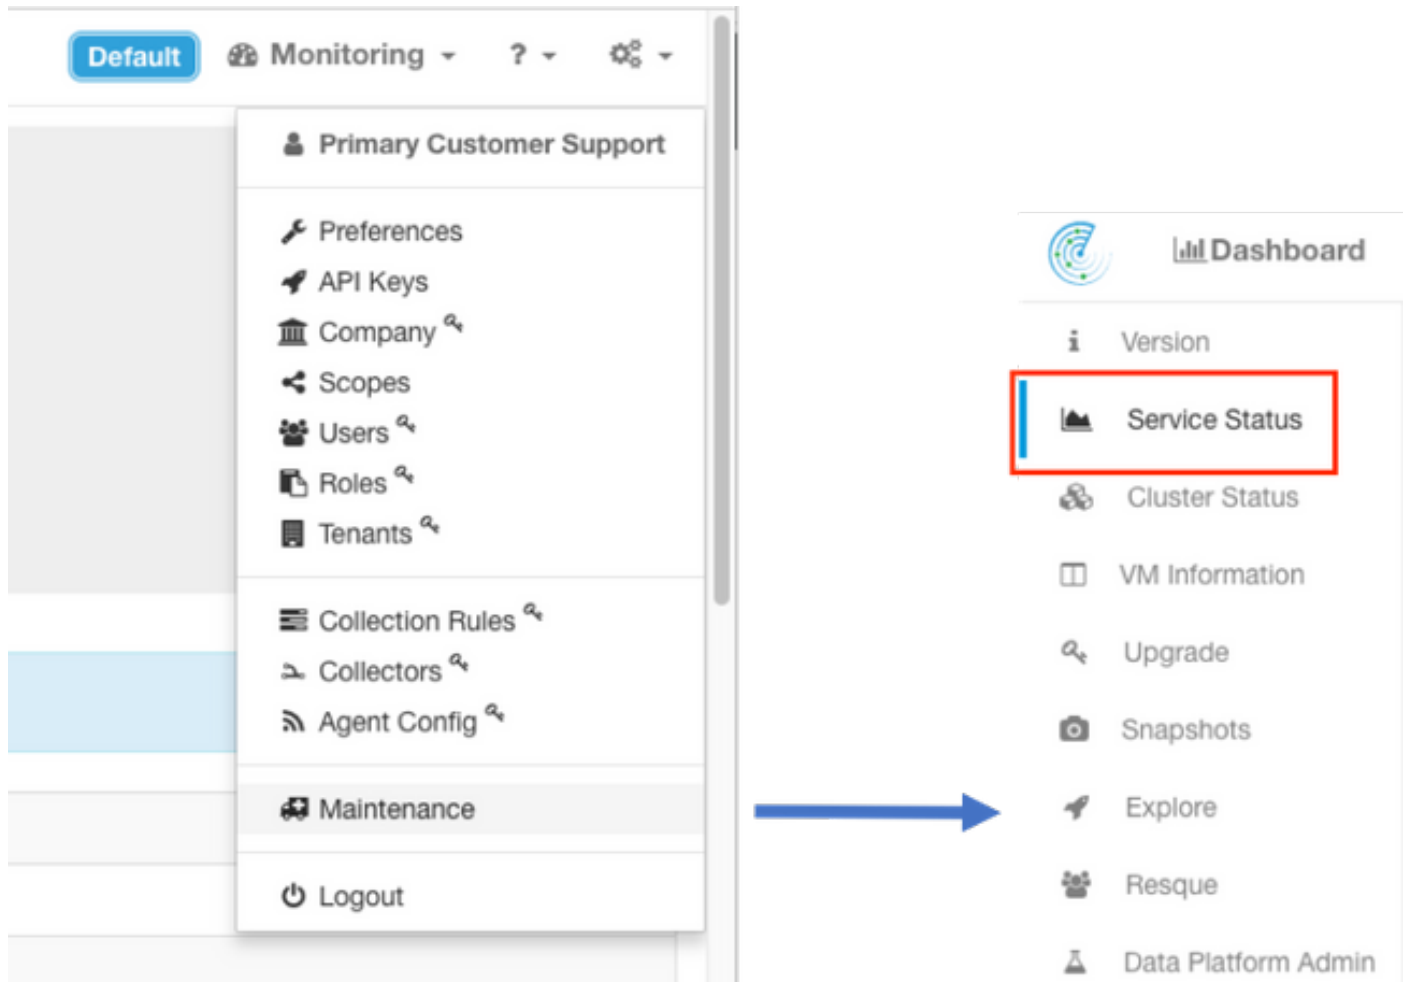 Default Monitoring ?
Primary Customer Support
Preferences
API Keys
Company
Scopes
Users
Roles
Tenants
Collection Rules
Collectors
Agent Config
Maintenance
Logout
Dashboard
Version
Service Status
Cluster Status
VM Information
Upgrade
Snapshots
Explore
Resque
Data Platform Admin